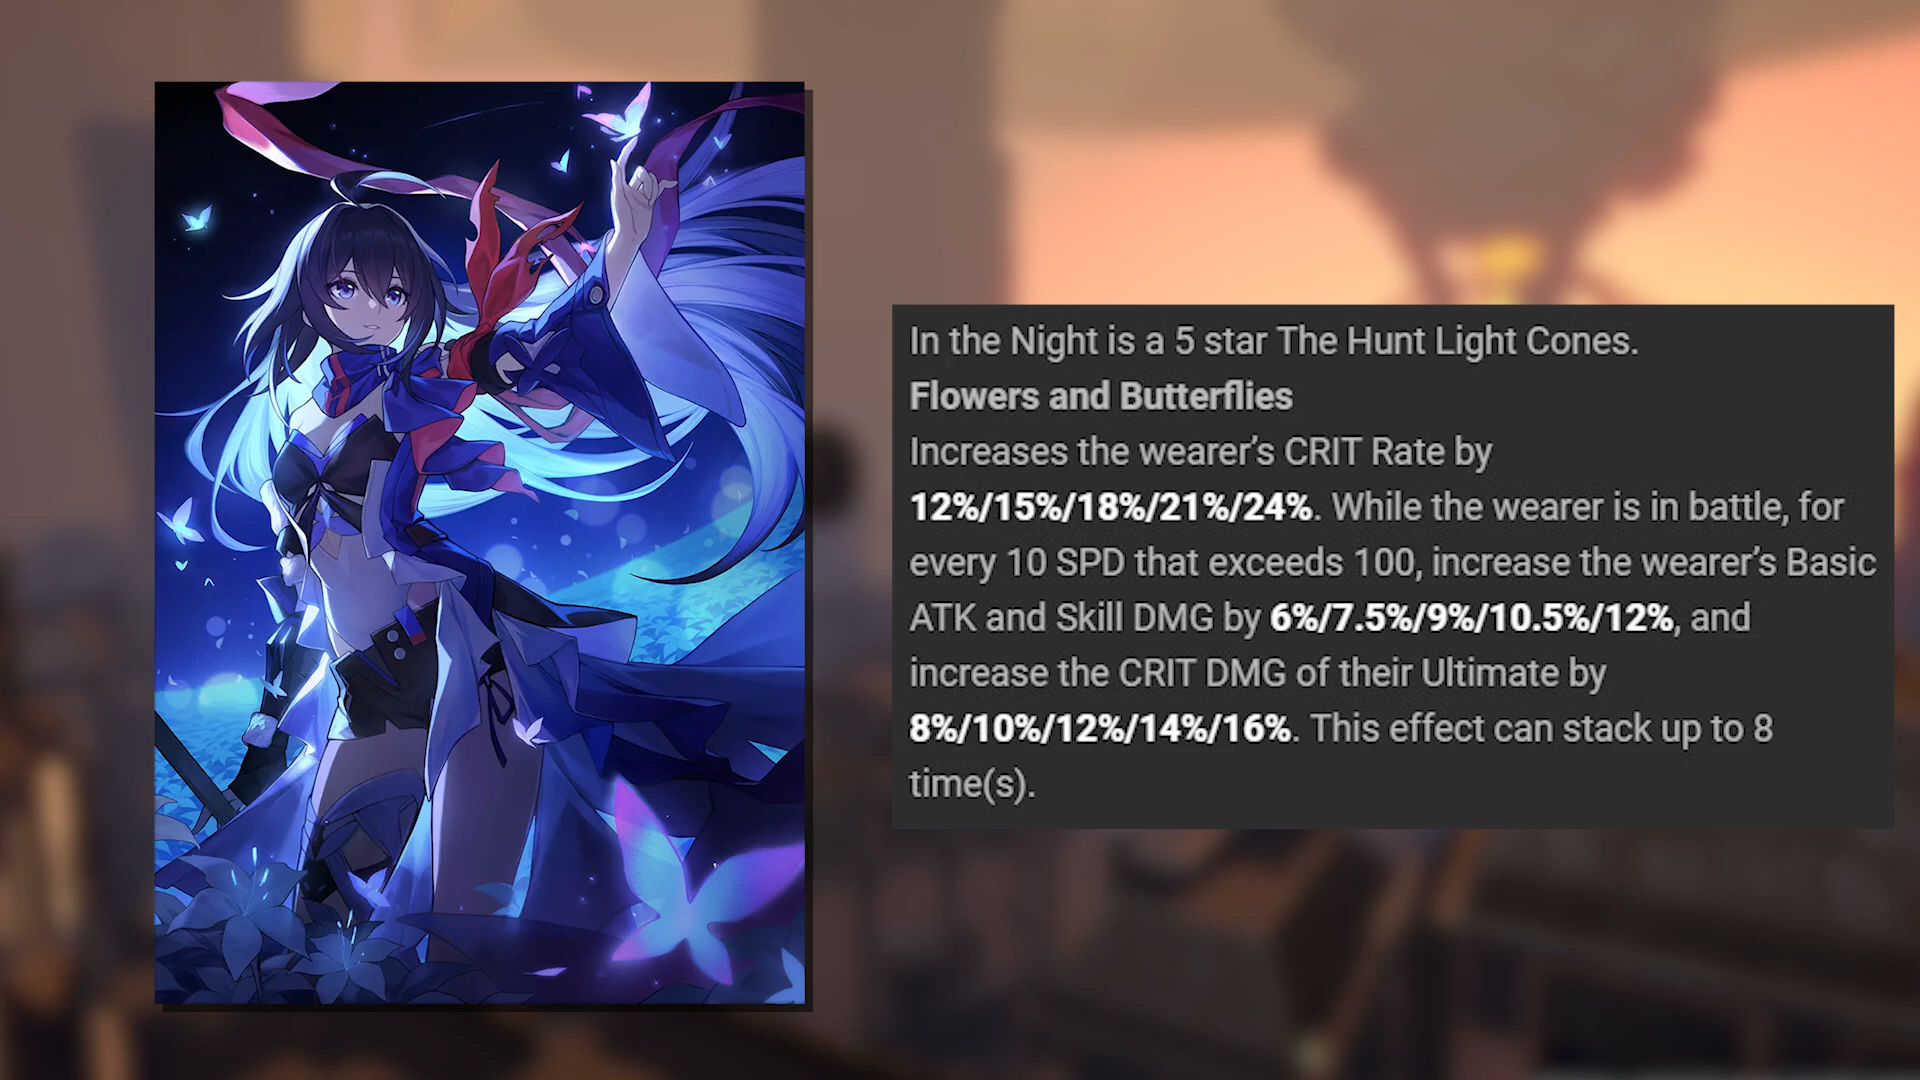 In the Night is a 5 star The Hunt Light Cones.
Flowers and Butterflies
Increases the wearer’s CRIT Rate by
12%/15%/18%/21%/24%. While the wearer is in battle, for
every 10 SPD that exceeds 100, increase the wearer’s Basic
ATK and Skill DMG by 6%/7.5%/9%/10.5%/12%, and
increase the CRIT DMG of their Ultimate by
8%/10%/12%/14%/16%. This effect can stack up to 8
time(s).